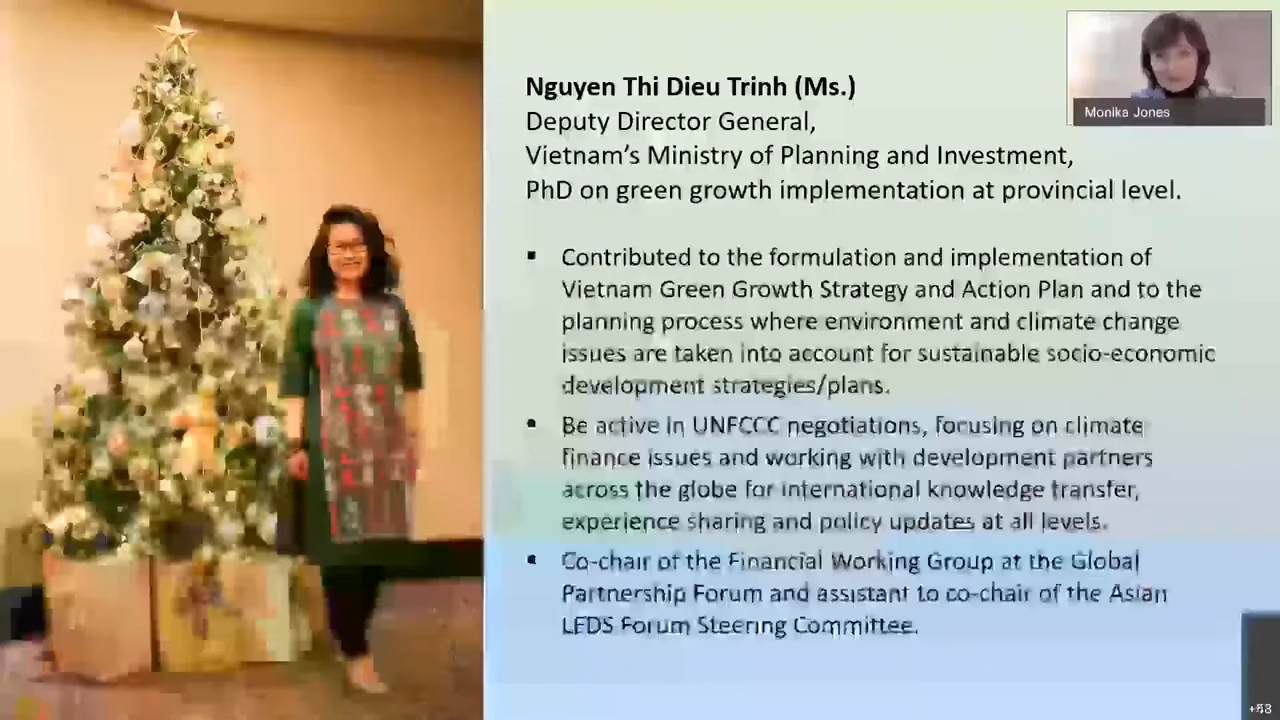 Nguyen Thi Dieu Trinh (Ms.)
Deputy Director General,
Vietnam's Ministry of Planning and Investment,
PhD on green growth implementation at provincial level.
▪ Contributed to the formulation and implementation of
Vietnam Green Growth Strategy and Action Plan and to the
planning process where environment and climate change
issues are taken into account for sustainable socio-economic
development strategies/plans.
▪ Be active in UNFCCC negotiations, focusing on climate
finance issues and working with development partners
across the globe for international knowledge transfer,
experience sharing and policy updates at all levels.
▪ Co-chair of the Financial Working Group at the Global
Partnership Forum and assistant to co-chair of the Asian
LEDS Forum Steering Committee.
Monika Jones